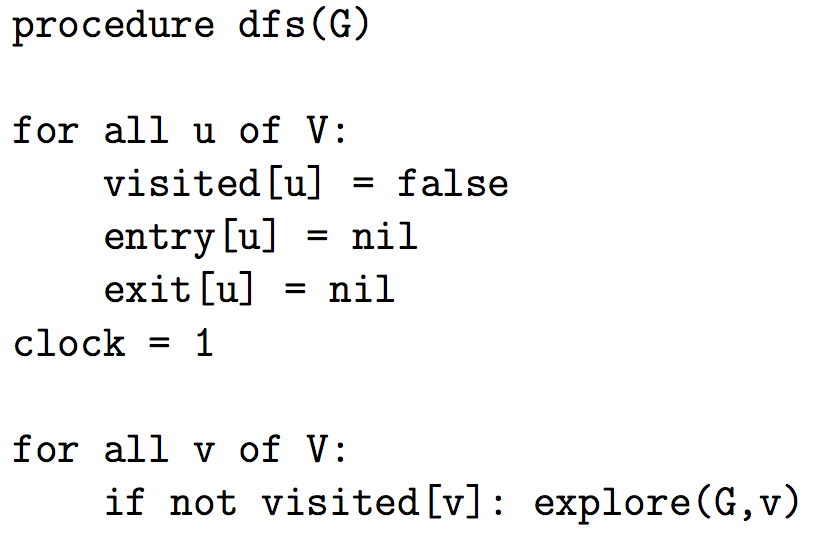 procedure dfs(G)
for all u of V:
visited[u] = false
entry[u] = nil
exit[u] = nil
clock = 1
for all v of V:
if not visited[v]: explore(G,v)